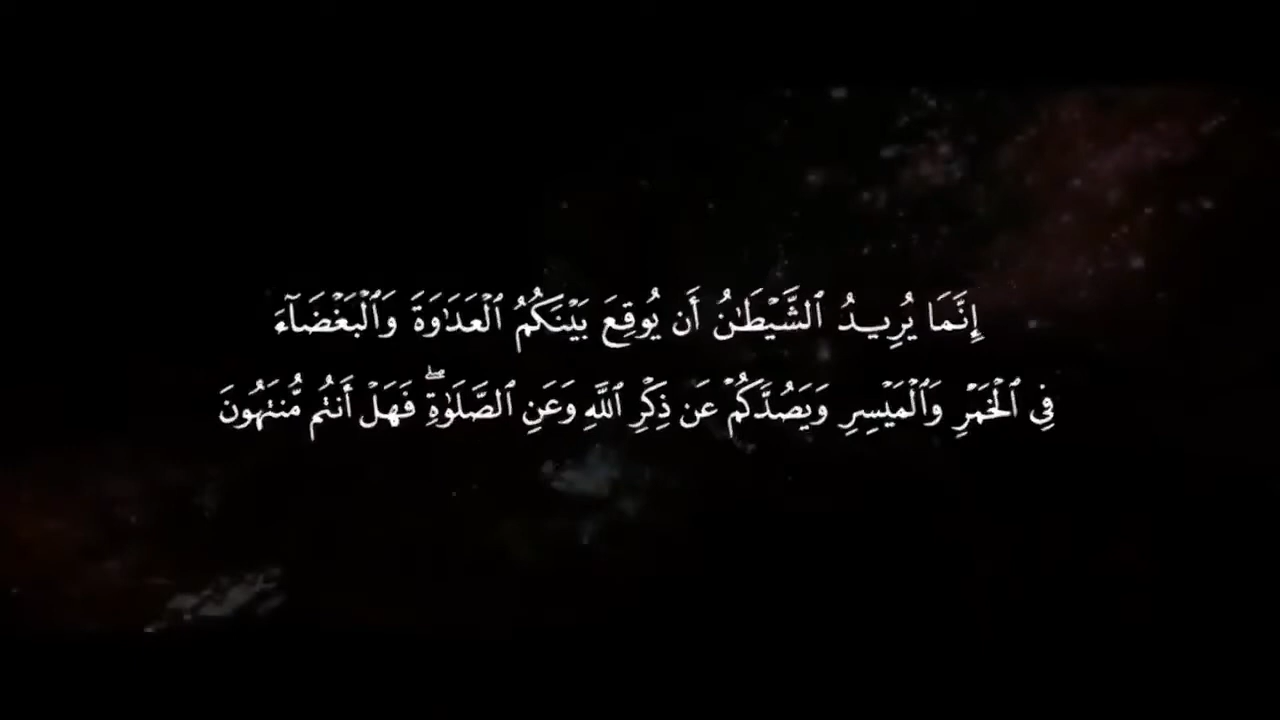 إِنَّمَا يُرِيدُ ٱلشَّيْطَـٰنُ أَن يُوقِعَ بَيْنَكُمُ ٱلْعَدَٰوَةَ وَٱلْبَغْضَآءَ
فِى ٱلْخَمْرِ وَٱلْمَيْسِرِ وَيَصُدَّكُمْ عَن ذِكْرِ ٱللَّهِ وَعَنِ ٱلصَّلَوٰةِ ۖ فَهَلْ أَنتُم مُّنتَهُونَ